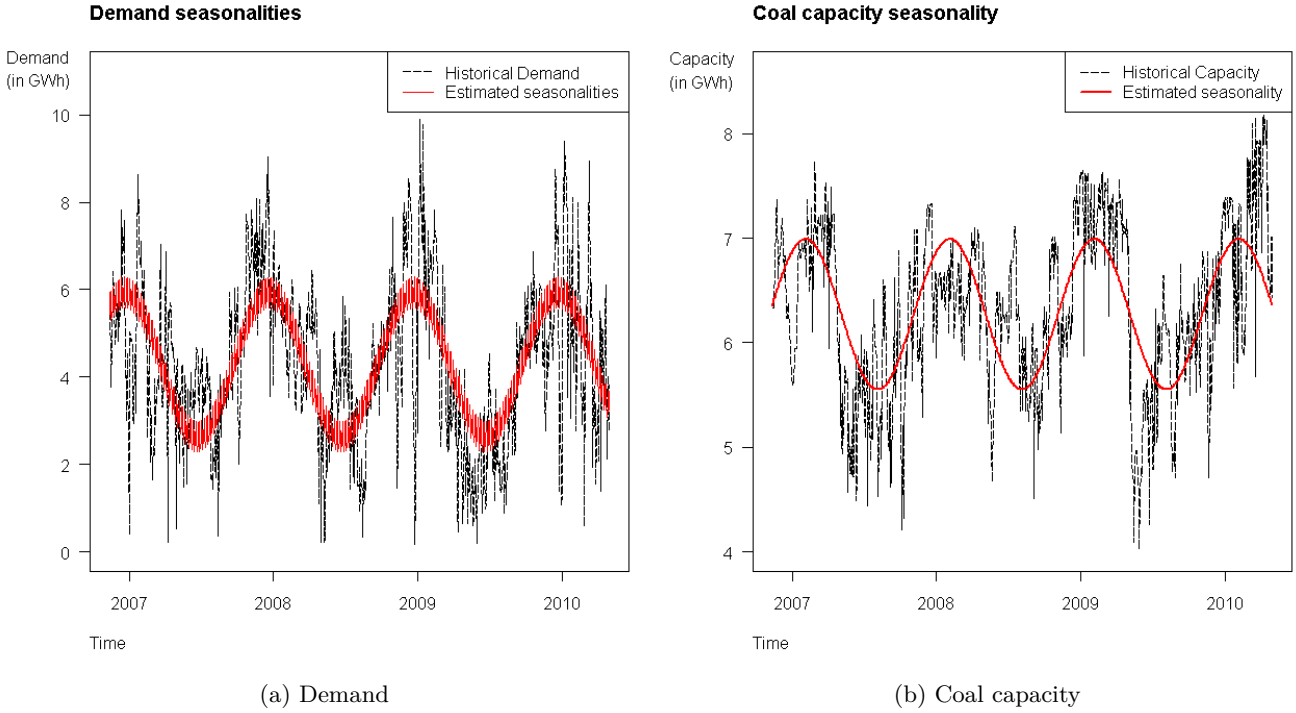 Demand seasonalities
Demand
(in GWh)
Historical Demand
Estimated seasonalities
10
8
6
4
2
0
2007 2008 2009 2010
Time
(a) Demand
Coal capacity seasonality
Capacity
(in GWh)
Historical Capacity
Estimated seasonality
8
7
6
5
4
2007 2008 2009 2010
Time
(b) Coal capacity